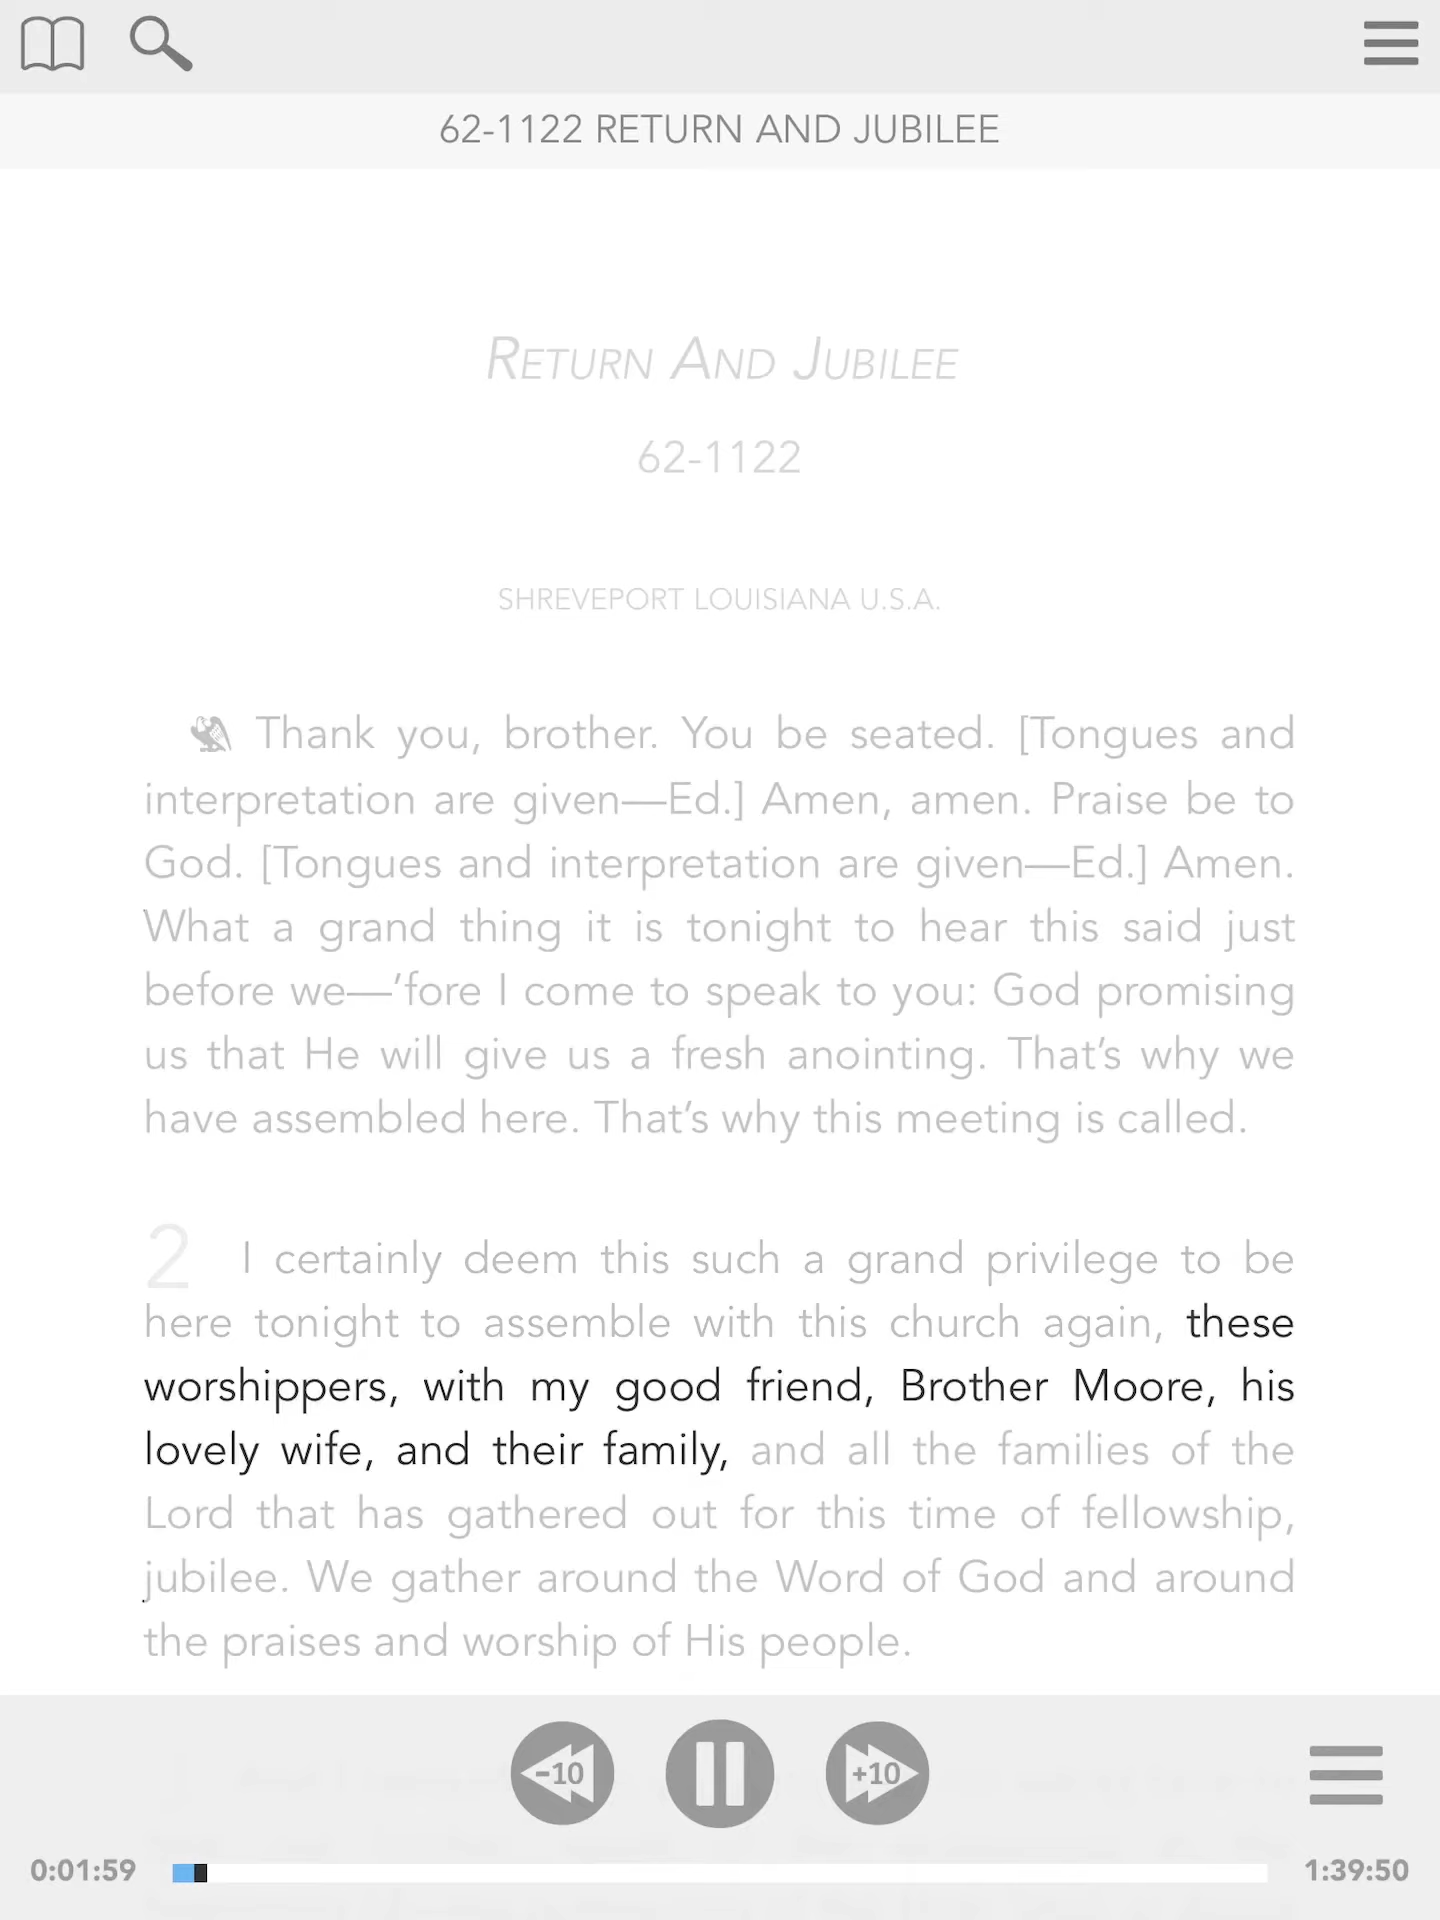 62-1122 RETURN AND JUBILEE
RETURN AND JUBILEE
62-1122
SHREVEPORT LOUISIANA U.S.A.
Thank you, brother. You be seated. [Tongues and
interpretation are given—Ed.] Amen, amen. Praise be to
God. [Tongues and interpretation are given—Ed.] Amen.
What a grand thing it is tonight to hear this said just
before we—’fore I come to speak to you: God promising
us that He will give us a fresh anointing. That’s why we
have assembled here. That’s why this meeting is called.
2 I certainly deem this such a grand privilege to be
here tonight to assemble with this church again, these
worshippers, with my good friend, Brother Moore, his
lovely wife, and their family, and all the families of the
Lord that has gathered out for this time of fellowship,
jubilee. We gather around the Word of God and around
the praises and worship of His people.
-10 +10
0:01:59 1:39:50